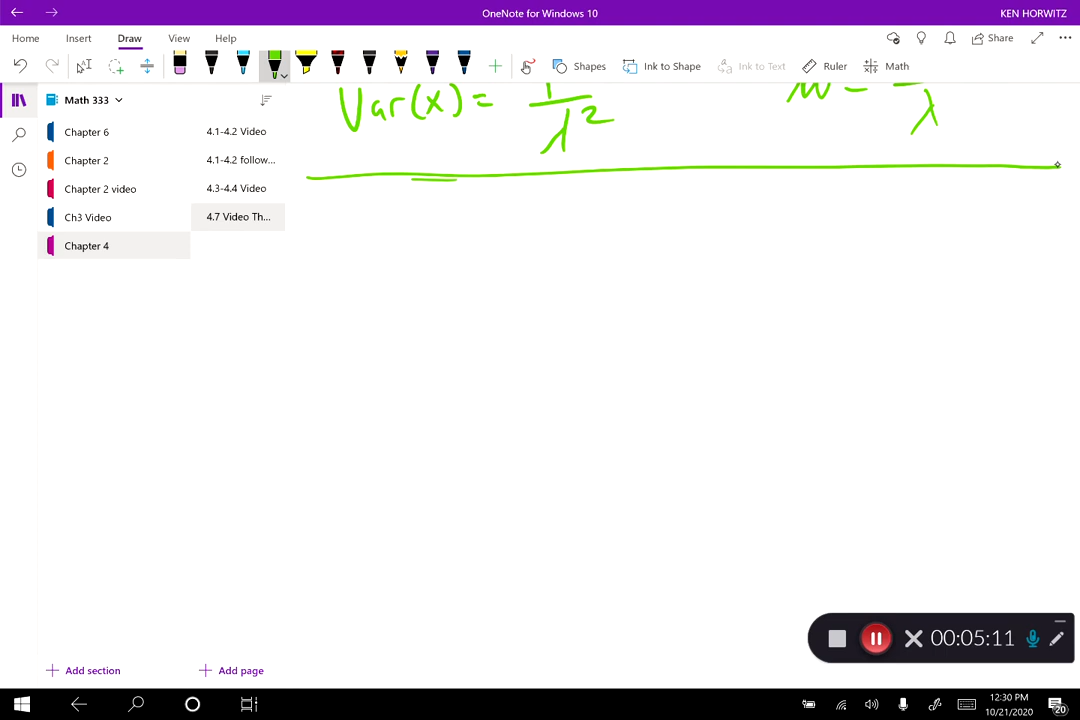 OneNote for Windows 10
KEN HORWITZ
Home Insert Draw View Help
Share
Shapes Ink to Shape Ink to Text Ruler Math
Math 333
Chapter 6
Chapter 2
Chapter 2 video
Ch3 Video
Chapter 4
4.1-4.2 Video
4.1-4.2 follow...
4.3-4.4 Video
4.7 Video Th...
Var(x) = 1/λ²
Add section
Add page
00:05:11
12:30 PM
10/21/2020
20